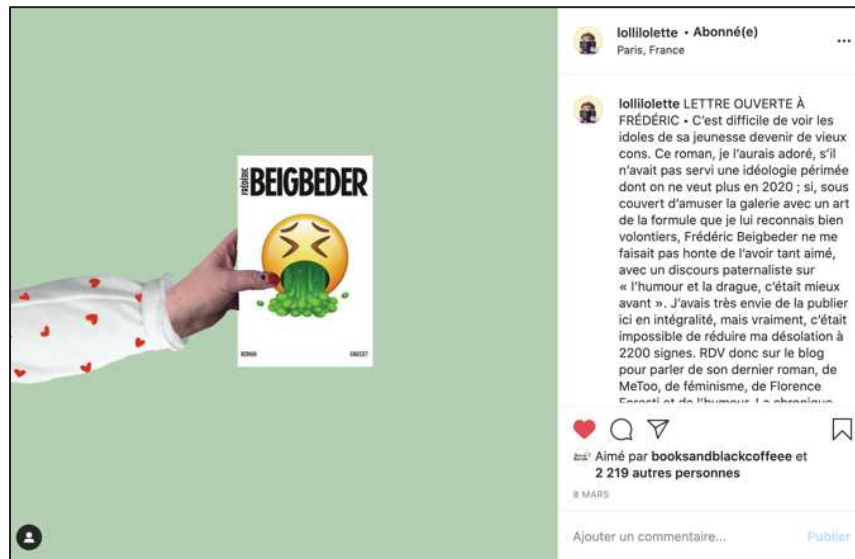 FRÉDÉRIC
BEIGBEDER
ROMAN
GRASSET
lollilolette • Abonné(e)
Paris, France
lollilolette LETTRE OUVERTE À
FRÉDÉRIC • C'est difficile de voir les
idoles de sa jeunesse devenir de vieux
cons. Ce roman, je l'aurais adoré, s'il
n'avait pas servi une idéologie périmée
dont on ne veut plus en 2020 ; si, sous
couvert d'amuser la galerie avec un art
de la formule que je lui reconnais bien
volontiers, Frédéric Beigbeder ne me
faisait pas honte de l'avoir tant aimé,
avec un discours paternaliste sur
« l'humour et la drague, c'était mieux
avant ». J'avais très envie de la publier
ici en intégralité, mais vraiment, c'était
impossible de réduire ma désolation à
2200 signes. RDV donc sur le blog
pour parler de son dernier roman, de
MeToo, de féminisme, de Florence
Foresti et de l'humour. La chronique
Aimé par booksandblackcoffeee et
2 219 autres personnes
8 MARS
Ajouter un commentaire...
Publier